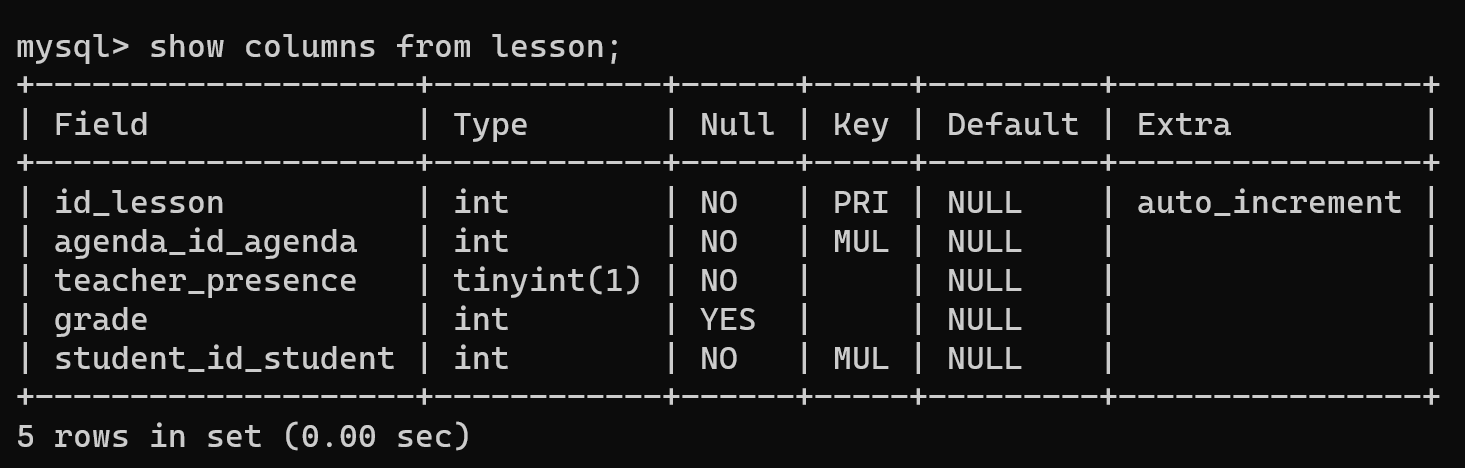 mysql> show columns from lesson;
+--------------------+------------+------+-----+---------+----------------+
| Field              | Type       | Null | Key | Default | Extra          |
+--------------------+------------+------+-----+---------+----------------+
| id_lesson          | int        | NO   | PRI | NULL    | auto_increment |
| agenda_id_agenda   | int        | NO   | MUL | NULL    |                |
| teacher_presence   | tinyint(1) | NO   |     | NULL    |                |
| grade              | int        | YES  |     | NULL    |                |
| student_id_student | int        | NO   | MUL | NULL    |                |
+--------------------+------------+------+-----+---------+----------------+
5 rows in set (0.00 sec)